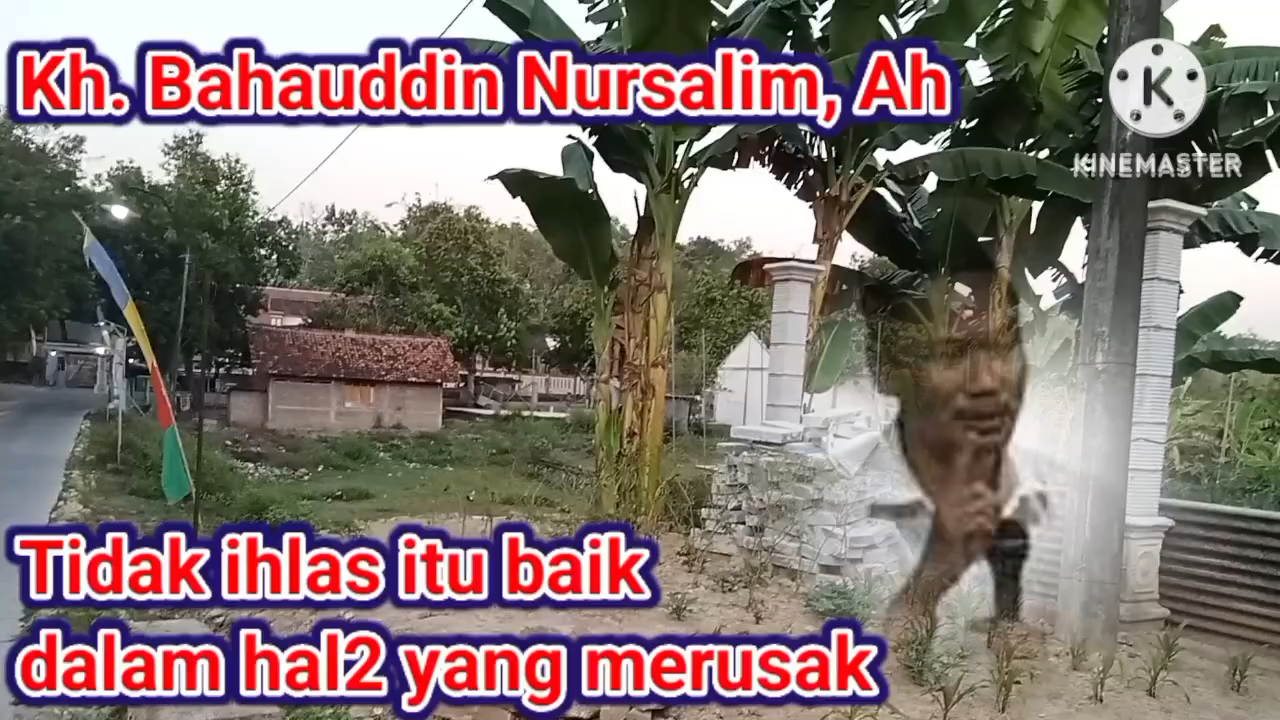 Kh. Bahauddin Nursalim, Ah
K
KINEMASTER
Tidak ihlas itu baik
dalam hal2 yang merusak